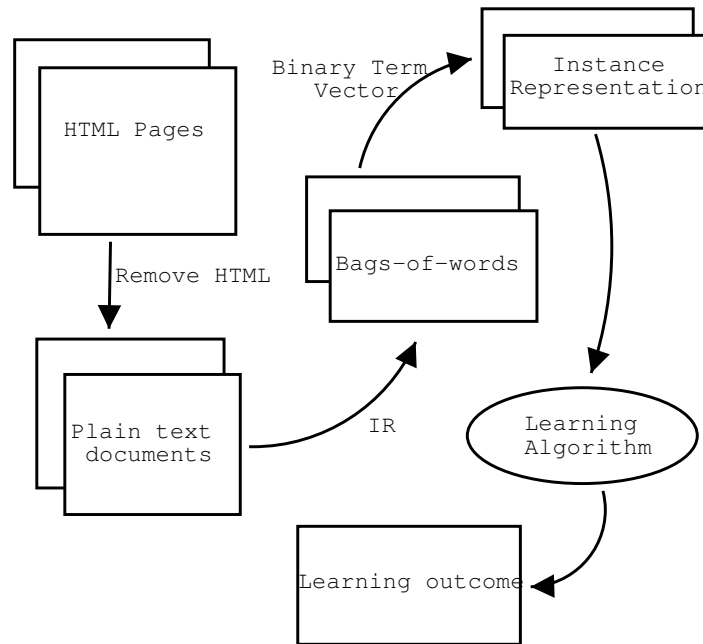 HTML Pages
Remove HTML
Plain text
documents
IR
Bags-of-words
Binary Term
Vector
Instance
Representation
Learning
Algorithm
Learning outcome